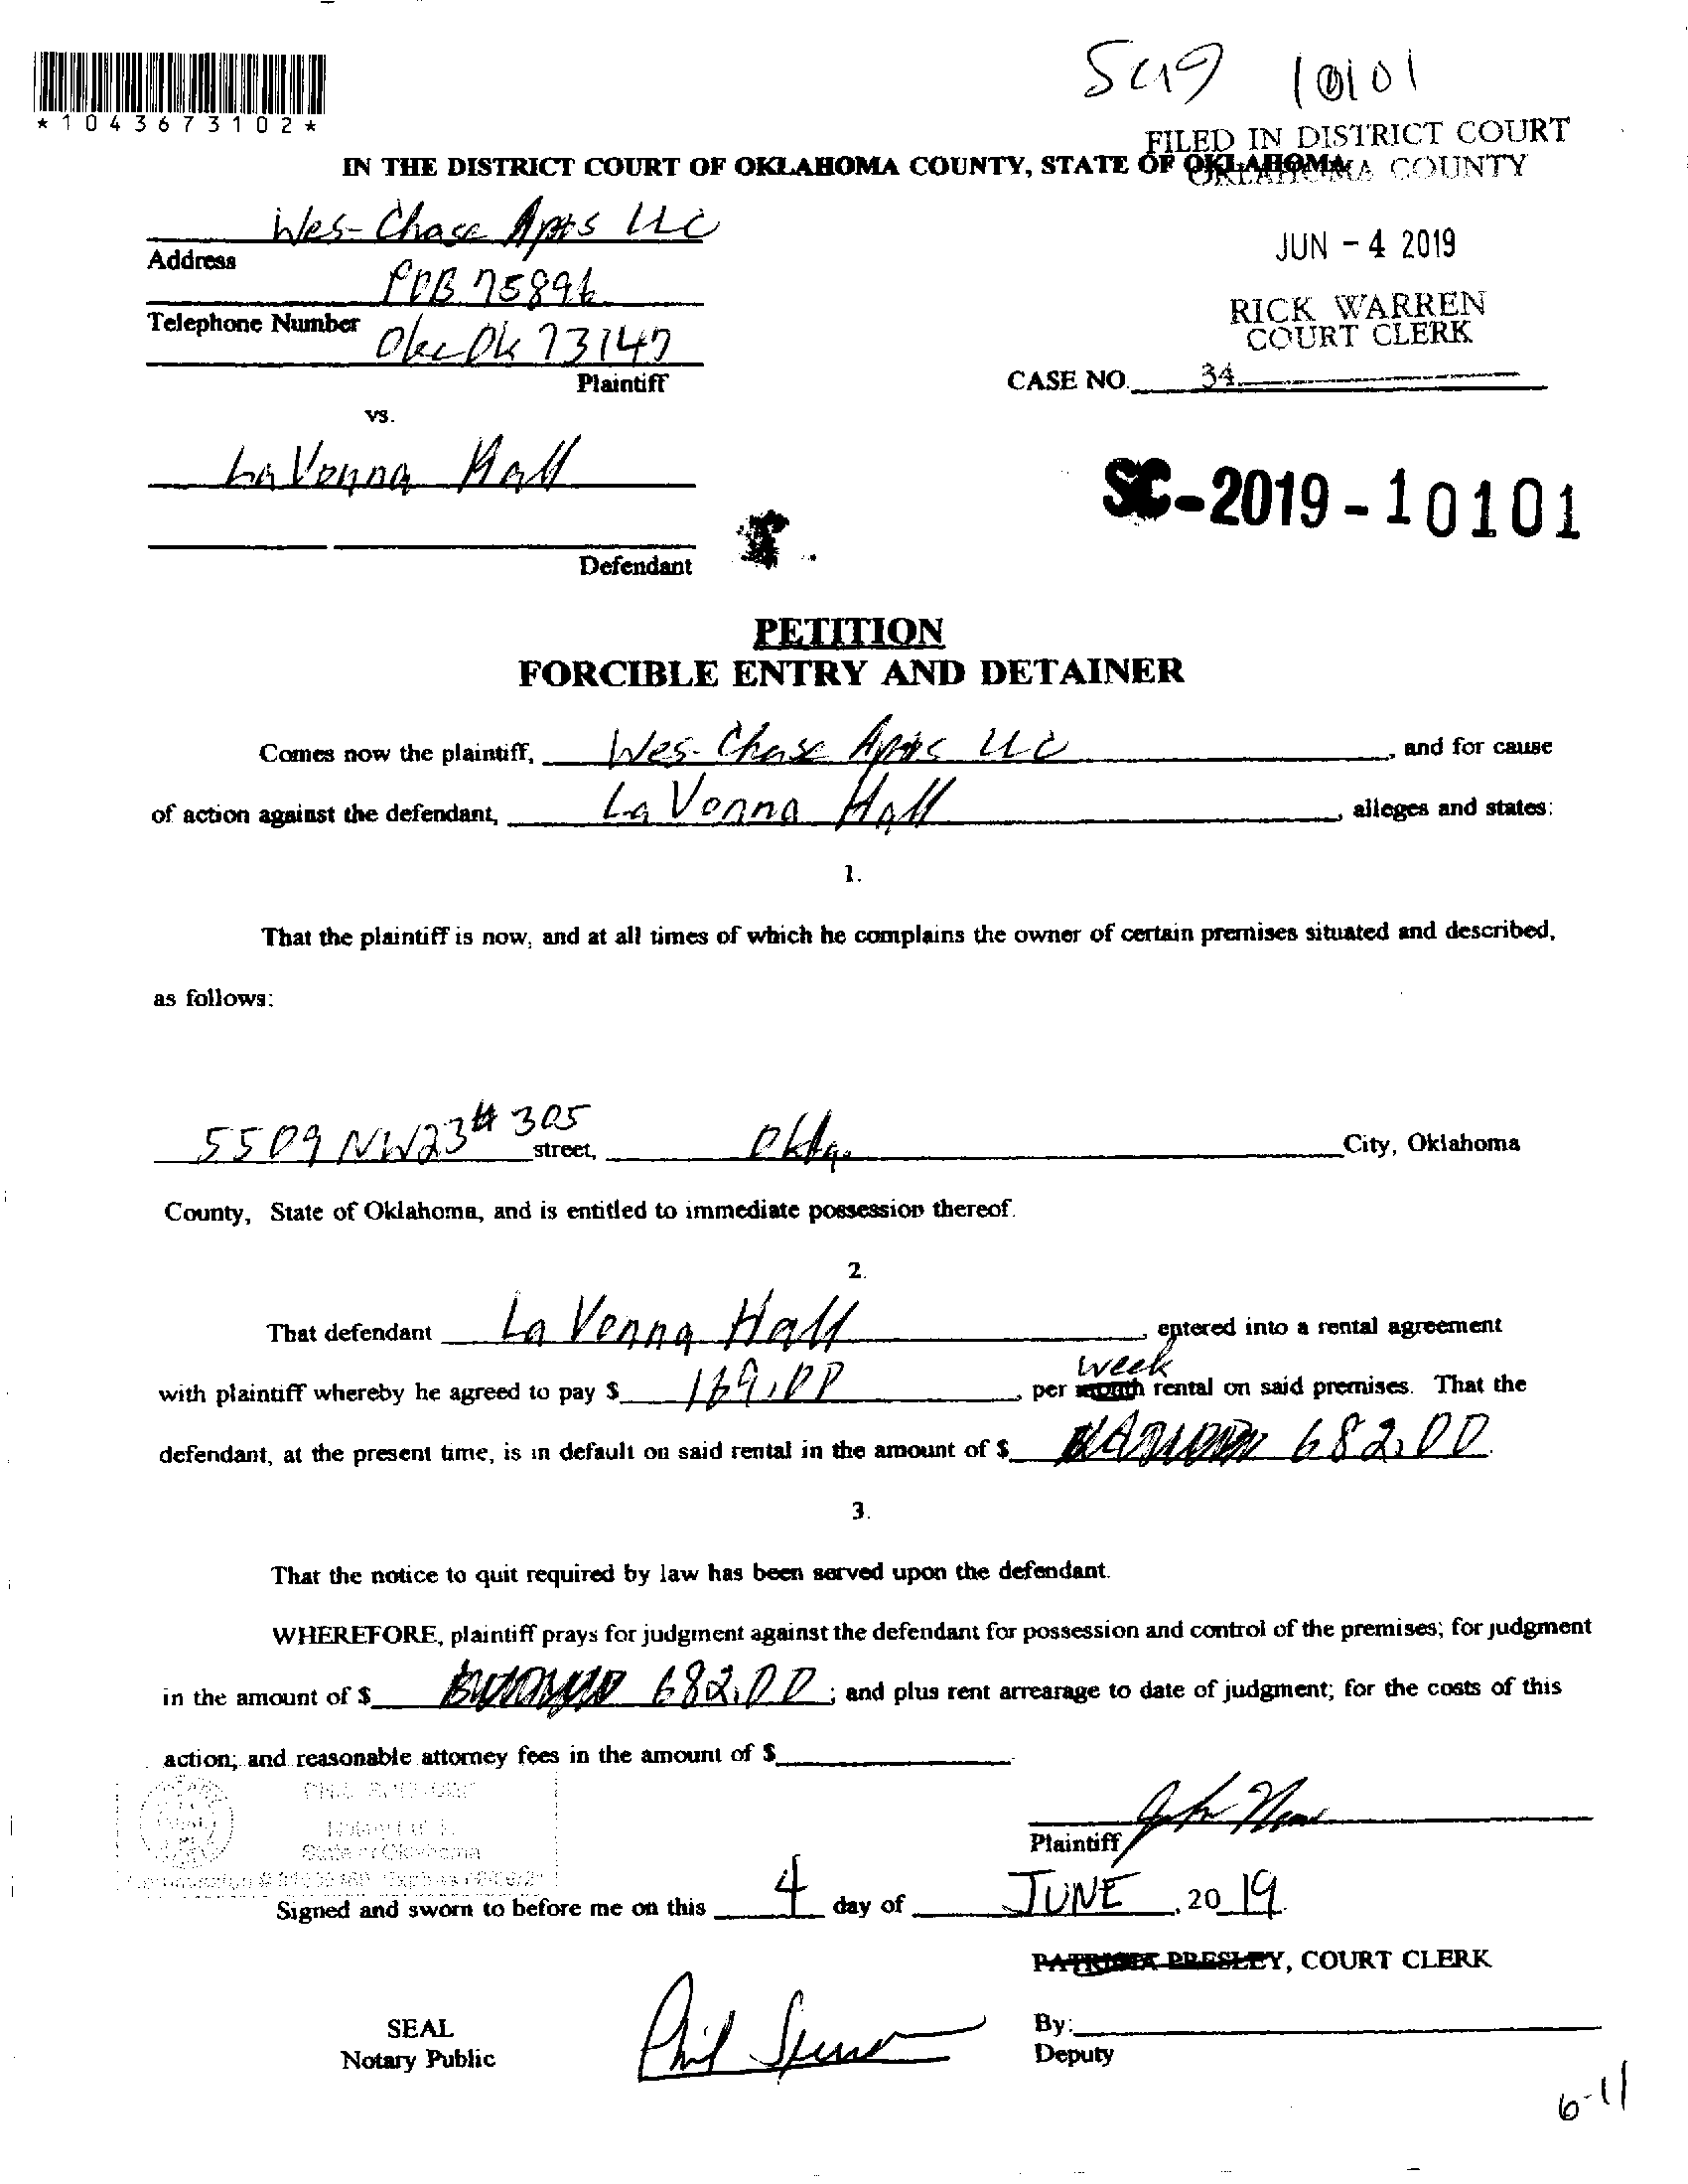 SC19 10101
*1043673102*
FILED IN DISTRICT COURT
OKLAHOMA COUNTY
IN THE DISTRICT COURT OF OKLAHOMA COUNTY, STATE OF OKLAHOMA
Wes-Chase Apts LLC
JUN - 4 2019
Address
POB 75896
RICK WARREN
COURT CLERK
Telephone Number
Okc Ok 73147
Plaintiff
CASE NO. 34
vs.
LaVonna Hall
SC-2019-10101
Defendant
PETITION
FORCIBLE ENTRY AND DETAINER
Comes now the plaintiff, Wes-Chase Apts LLC, and for cause
of action against the defendant, La Vonna Hall, alleges and states:
1.
That the plaintiff is now, and at all times of which he complains the owner of certain premises situated and described,
as follows:
5509 NW23 # 305 street, Okla. City, Oklahoma
County, State of Oklahoma, and is entitled to immediate possession thereof.
2.
That defendant La Vonna Hall, entered into a rental agreement
with plaintiff whereby he agreed to pay $ 169.00, per month week rental on said premises. That the
defendant, at the present time, is in default on said rental in the amount of $ 682.00.
3.
That the notice to quit required by law has been served upon the defendant.
WHEREFORE, plaintiff prays for judgment against the defendant for possession and control of the premises; for judgment
in the amount of $ 682.00; and plus rent arrearage to date of judgment; for the costs of this
action; and reasonable attorney fees in the amount of $
State of Oklahoma
Plaintiff
Signed and sworn to before me on this 4 day of JUNE, 20 19.
PATRICIA PRESLEY, COURT CLERK
SEAL
Notary Public
By:
Deputy
6-11